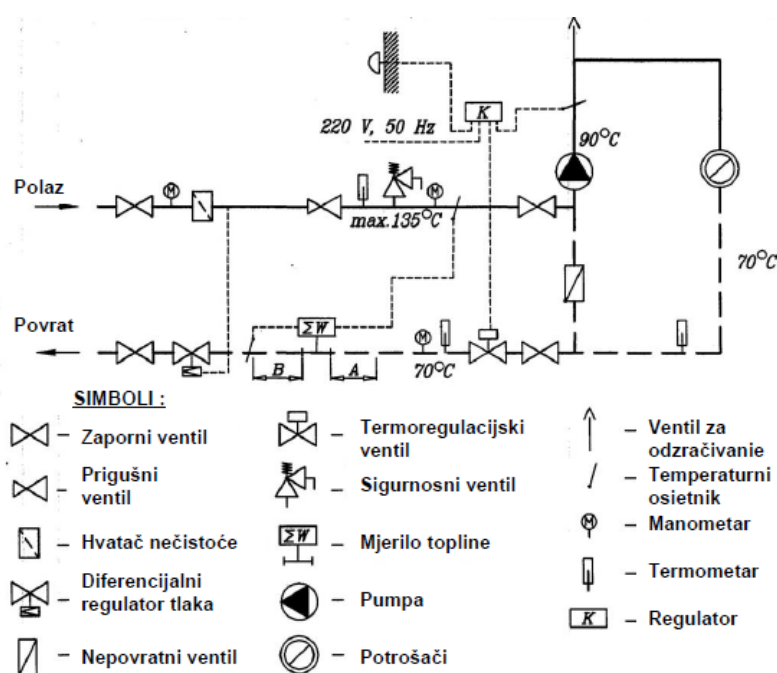 K
220 V, 50 Hz
90°C
Polaz
M
M
max.135°C
70°C
Povrat
ΣW
M
B
A
70°C
SIMBOLI :
– Zaporni ventil
– Prigušni
ventil
– Hvatač nečistoće
– Diferencijalni
regulator tlaka
– Nepovratni ventil
– Termoregulacijski
ventil
– Sigurnosni ventil
ΣW – Mjerilo topline
– Pumpa
– Potrošači
– Ventil za
odzračivanje
– Temperaturni
osietnik
M – Manometar
– Termometar
K – Regulator